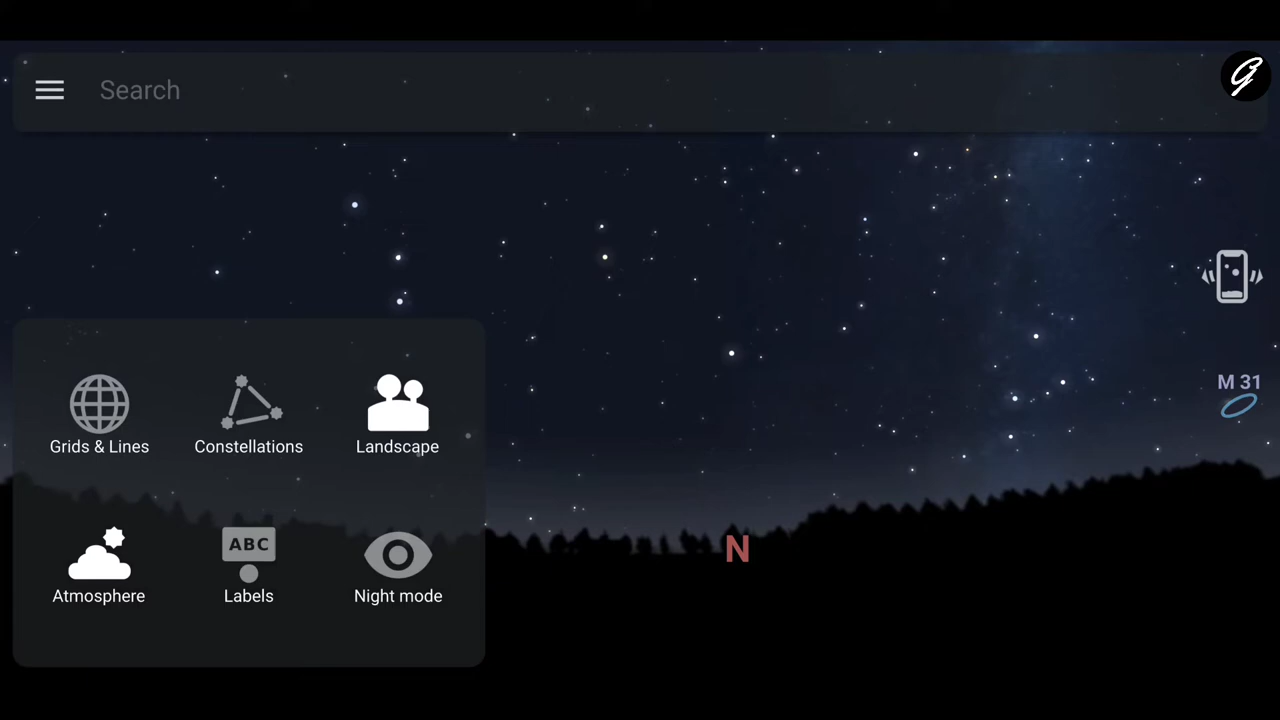 Search
M 31
Grids & Lines
Constellations
Landscape
N
ABC
Atmosphere
Labels
Night mode